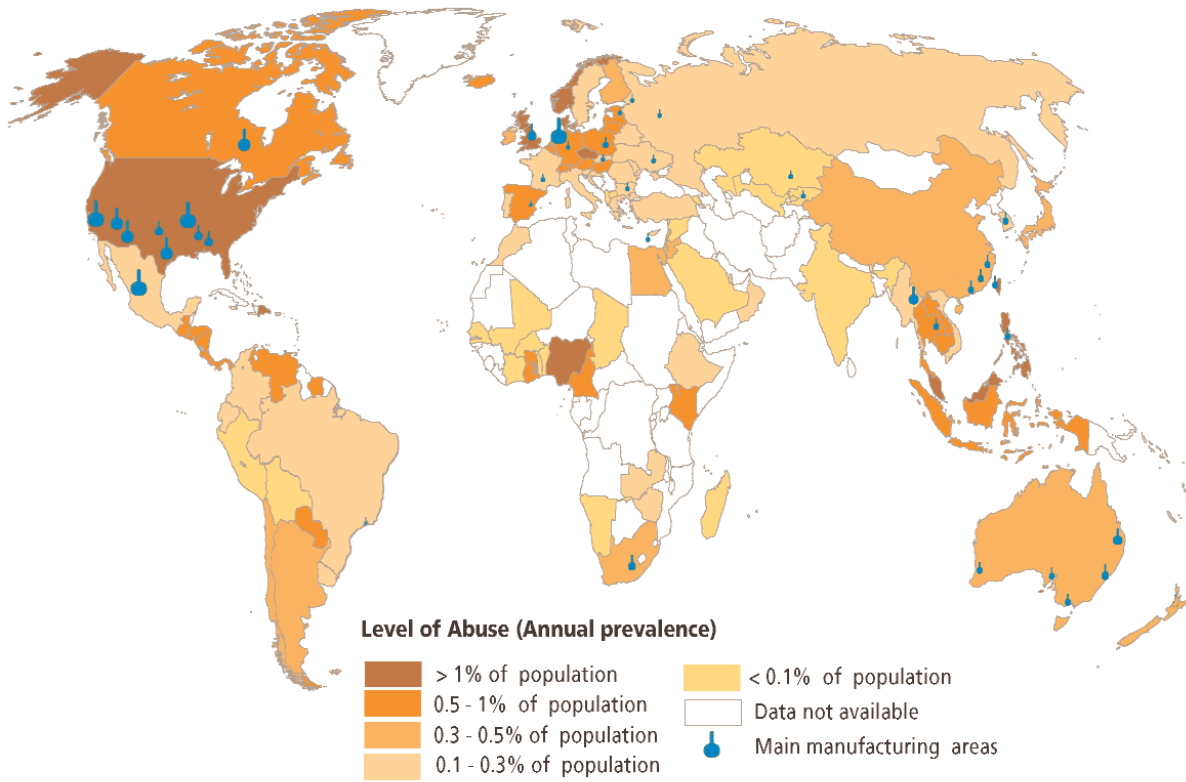 Level of Abuse (Annual prevalence)
> 1% of population
0.5 - 1% of population
0.3 - 0.5% of population
0.1 - 0.3% of population
< 0.1% of population
Data not available
Main manufacturing areas